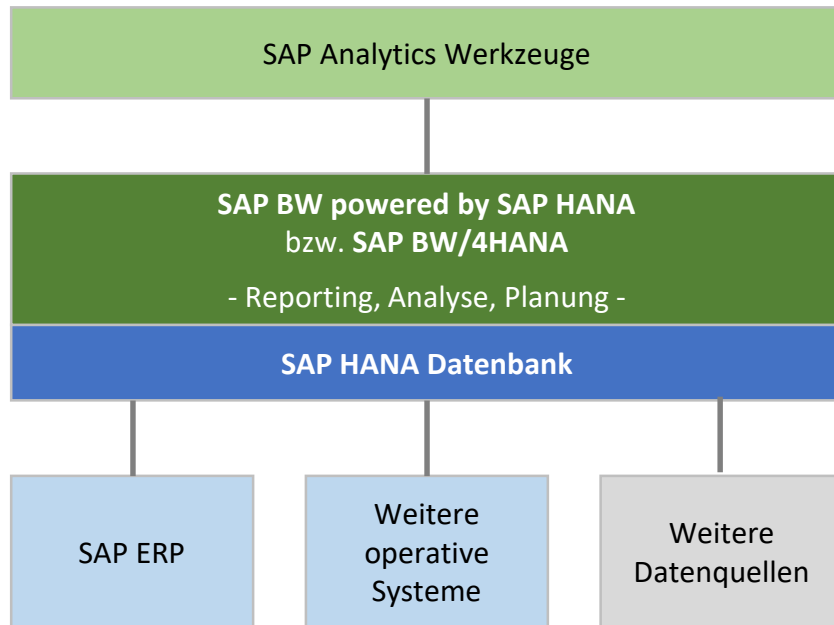 SAP Analytics Werkzeuge
SAP BW powered by SAP HANA
bzw. SAP BW/4HANA
- Reporting, Analyse, Planung -
SAP HANA Datenbank
SAP ERP
Weitere
operative
Systeme
Weitere
Datenquellen